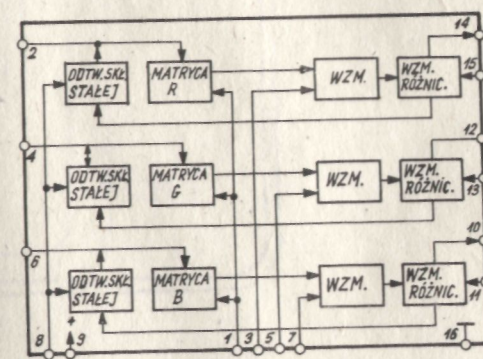 14
2
15
ODTW. SKŁ.
STAŁEJ
MATRYCA
R
WZM.
WZM.
RÓŻNIC.
12
4
13
ODTW. SKŁ.
STAŁEJ
MATRYCA
G
WZM.
WZM.
RÓŻNIC.
10
6
11
ODTW. SKŁ.
STAŁEJ
MATRYCA
B
WZM.
WZM.
RÓŻNIC.
8
+
9
1
3
5
7
16